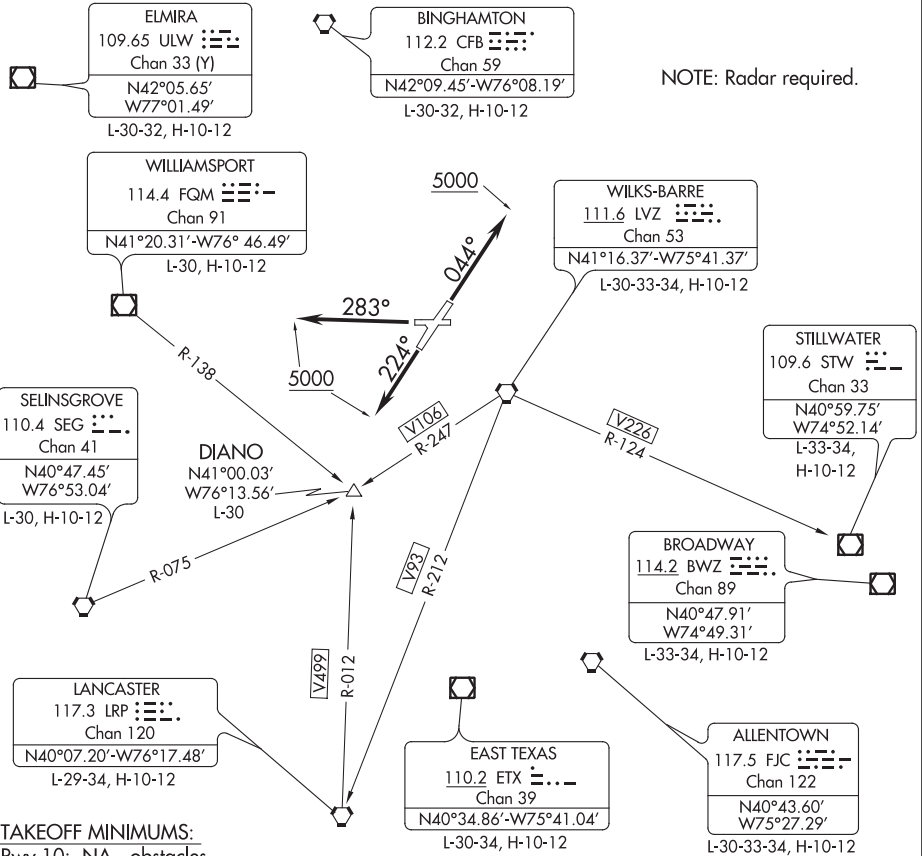 ELMIRA
109.65 ULW
Chan 33 (Y)
N42°05.65′
W77°01.49′
L-30-32, H-10-12
BINGHAMTON
112.2 CFB
Chan 59
N42°09.45′-W76°08.19′
L-30-32, H-10-12
NOTE: Radar required.
WILLIAMSPORT
114.4 FQM
Chan 91
N41°20.31′-W76° 46.49′
L-30, H-10-12
5000
044°
283°
224°
5000
WILKS-BARRE
111.6 LVZ
Chan 53
N41°16.37′-W75°41.37′
L-30-33-34, H-10-12
STILLWATER
109.6 STW
Chan 33
N40°59.75′
W74°52.14′
L-33-34,
H-10-12
R-138
SELINSGROVE
110.4 SEG
Chan 41
N40°47.45′
W76°53.04′
L-30, H-10-12
DIANO
N41°00.03′
W76°13.56′
L-30
V106
R-247
V226
R-124
R-075
V93
R-212
BROADWAY
114.2 BWZ
Chan 89
N40°47.91′
W74°49.31′
L-33-34, H-10-12
V499
R-012
LANCASTER
117.3 LRP
Chan 120
N40°07.20′-W76°17.48′
L-29-34, H-10-12
EAST TEXAS
110.2 ETX
Chan 39
N40°34.86′-W75°41.04′
L-30-34, H-10-12
ALLENTOWN
117.5 FJC
Chan 122
N40°43.60′
W75°27.29′
L-30-33-34, H-10-12
TAKEOFF MINIMUMS:
Rwy 10: NA - obstacles